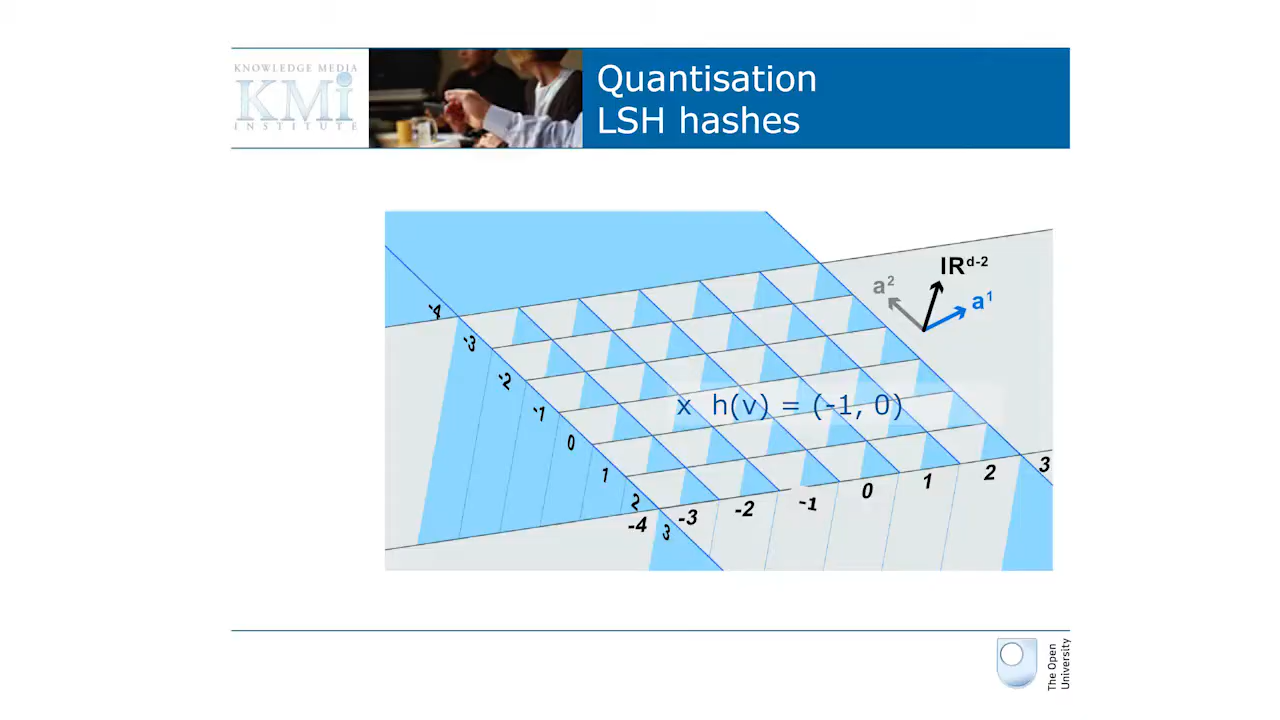 KNOWLEDGE MEDIA
KMi
INSTITUTE
Quantisation
LSH hashes
IRᵈ⁻²
a²
a¹
-4
-3
-2
-1
0
1
2
3
x h(v) = (-1, 0)
-4
-3
-2
-1
0
1
2
3
The Open
University